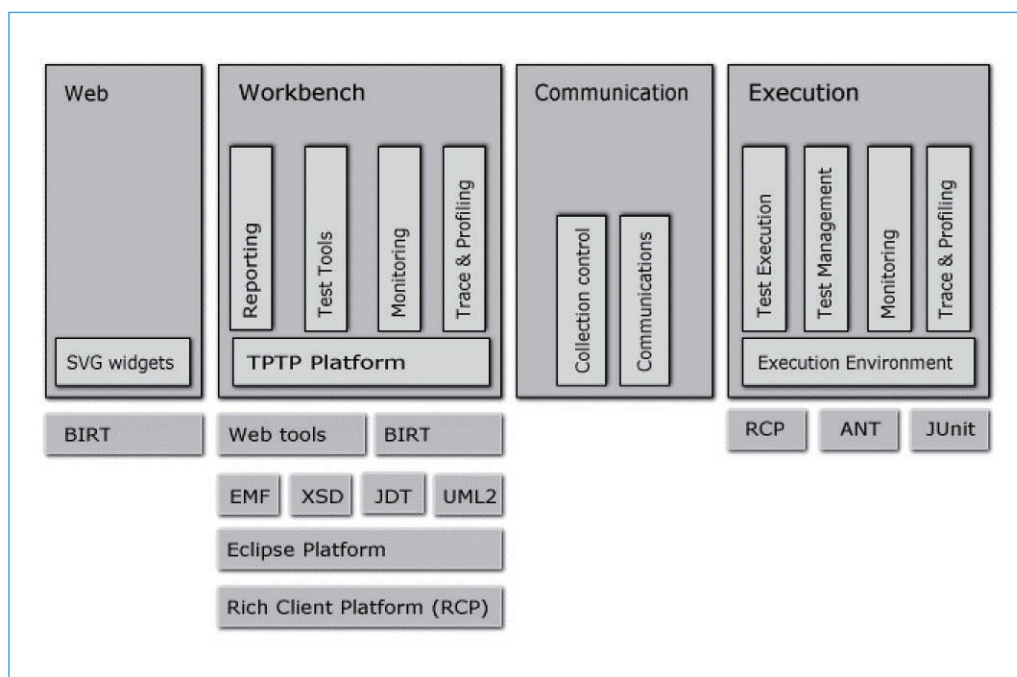 Web
SVG widgets
BIRT
Workbench
Reporting
Test Tools
Monitoring
Trace & Profiling
TPTP Platform
Web tools
BIRT
EMF
XSD
JDT
UML2
Eclipse Platform
Rich Client Platform (RCP)
Communication
Collection control
Communications
Execution
Test Execution
Test Management
Monitoring
Trace & Profiling
Execution Environment
RCP
ANT
JUnit